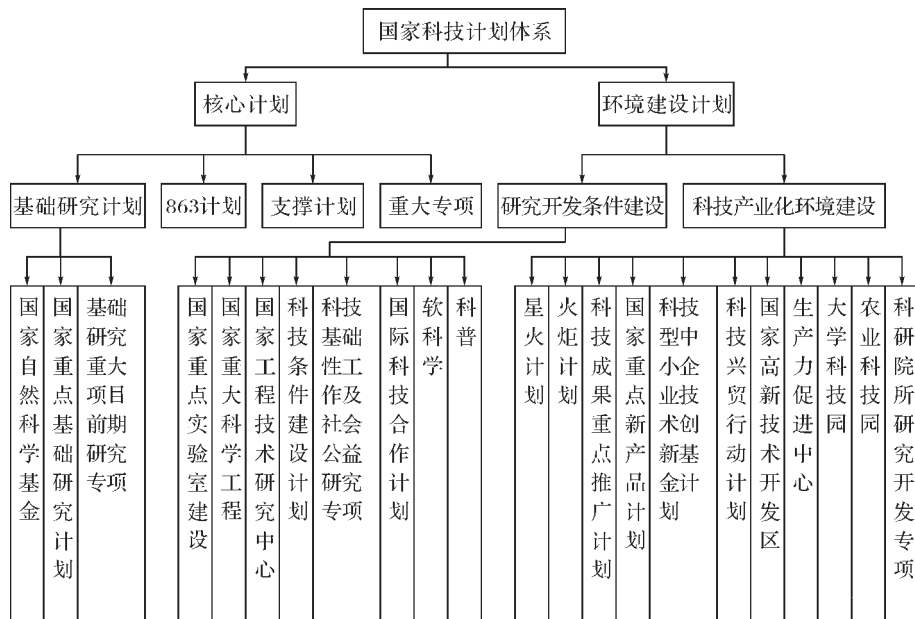 国家科技计划体系
核心计划
环境建设计划
基础研究计划
863计划
支撑计划
重大专项
研究开发条件建设
科技产业化环境建设
国家自然科学基金
国家重点基础研究计划
基础研究重大项目前期研究专项
国家重点实验室建设
国家重大科学工程
国家工程技术研究中心
科技条件建设计划
科技基础性工作及社会公益研究专项
国际科技合作计划
软科学
科普
星火计划
火炬计划
科技成果重点推广计划
国家重点新产品计划
科技型中小企业技术创新基金计划
科技兴贸行动计划
国家高新技术开发区
生产力促进中心
大学科技园
农业科技园
科研院所研究开发专项